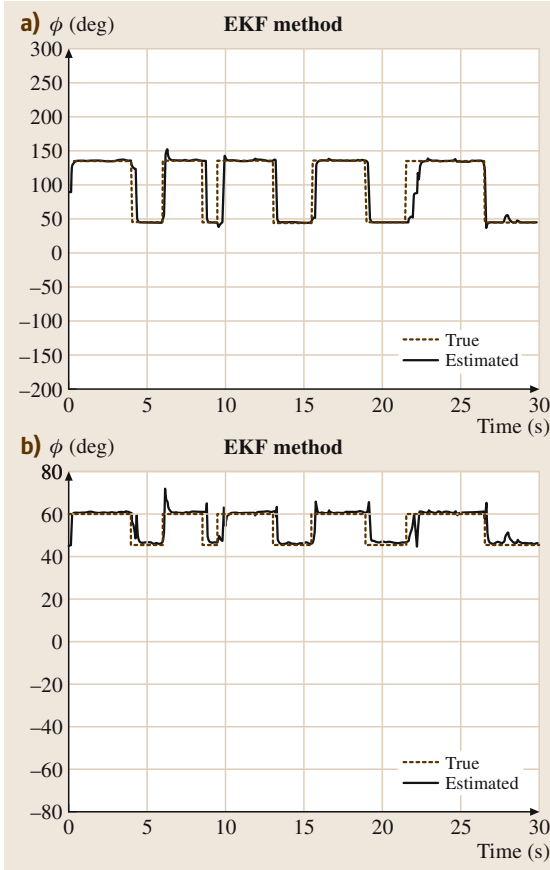 a) ϕ (deg) EKF method
300
250
200
150
100
50
0
−50
−100
−150
−200
True
Estimated
0 5 10 15 20 25 30
Time (s)
b) ϕ (deg) EKF method
80
60
40
20
0
−20
−40
−60
−80
True
Estimated
0 5 10 15 20 25 30
Time (s)